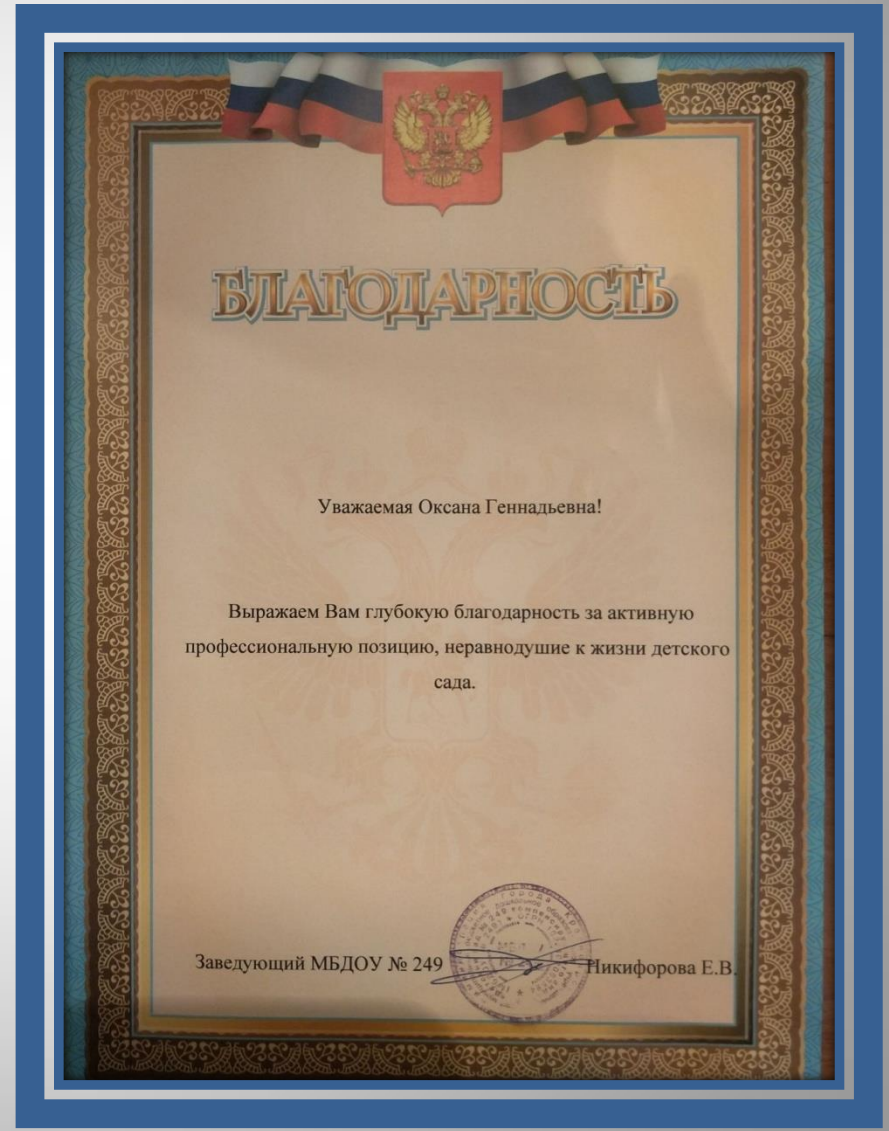 БЛАГОДАРНОСТЬ
Уважаемая Оксана Геннадьевна!
Выражаем Вам глубокую благодарность за активную
профессиональную позицию, неравнодушие к жизни детского
сада.
Заведующий МБДОУ № 249
Никифорова Е.В.